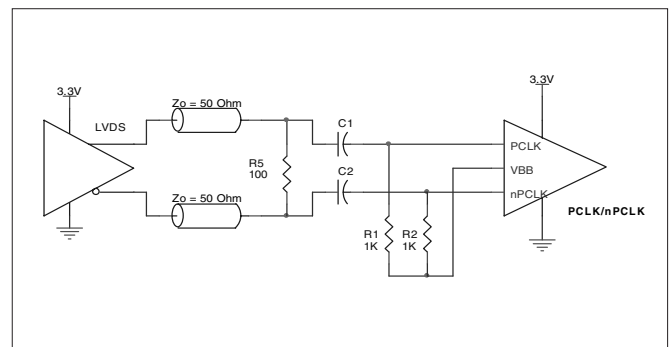 3.3V
LVDS
Zo = 50 Ohm
Zo = 50 Ohm
R5
100
C1
C2
R1
1K
R2
1K
3.3V
PCLK
VBB
nPCLK
PCLK/nPCLK